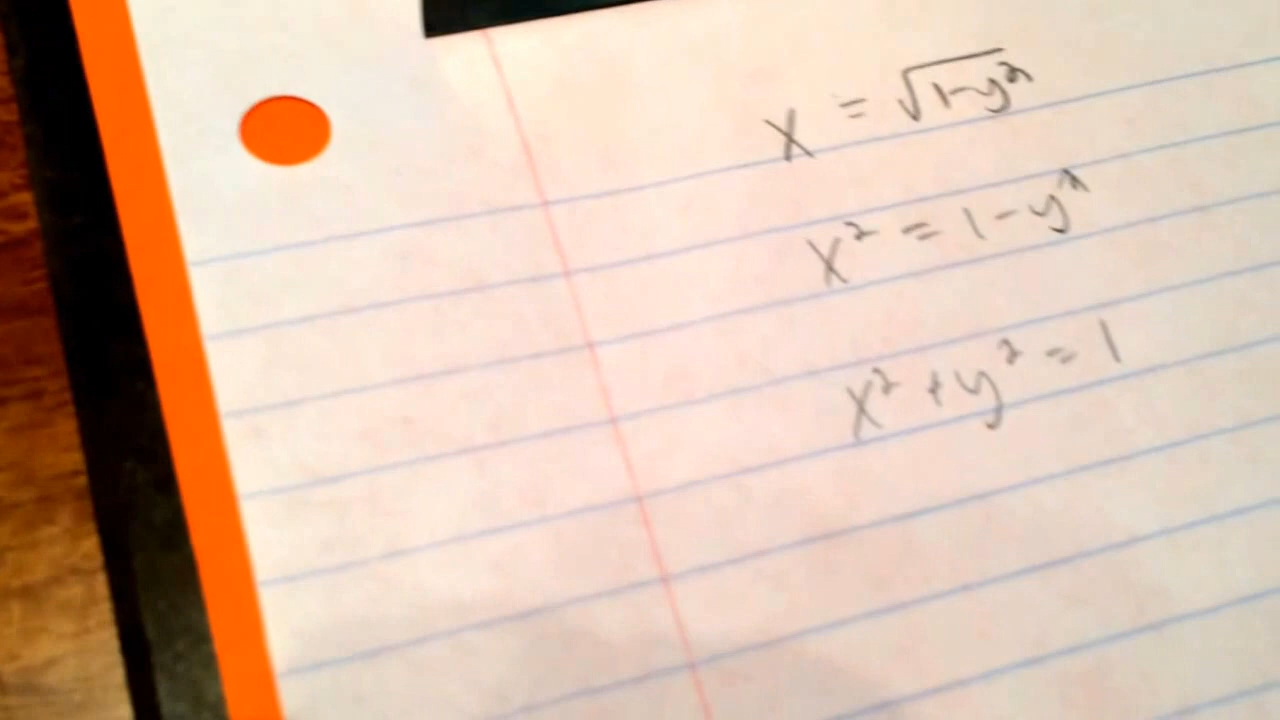 x = √(1-y²)
x² = 1-y²
x² + y² = 1